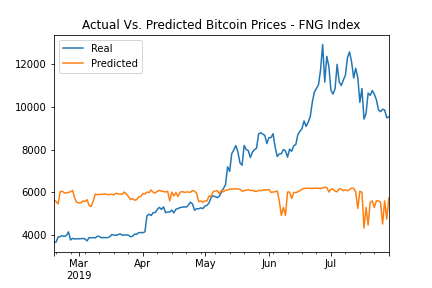 Actual Vs. Predicted Bitcoin Prices - FNG Index
Real
Predicted
12000
10000
8000
6000
4000
Mar
2019
Apr
May
Jun
Jul